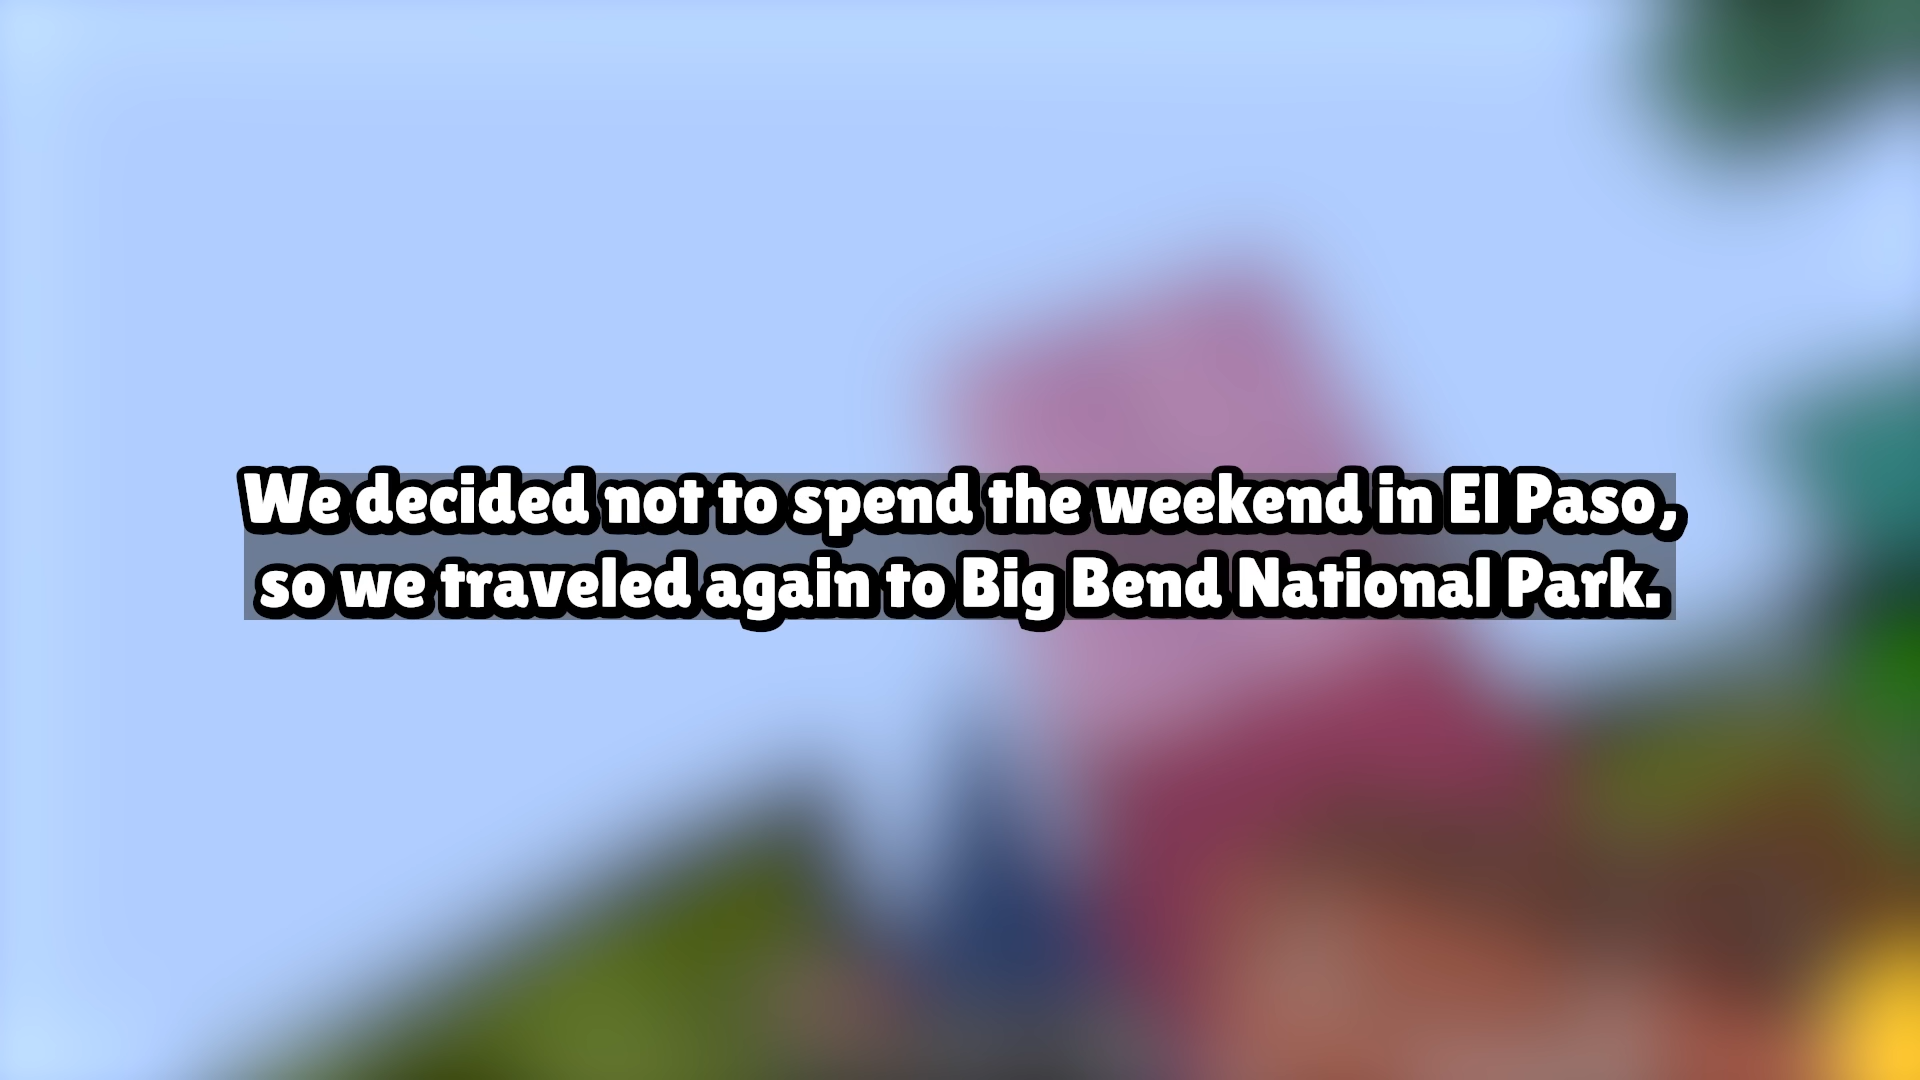 We decided not to spend the weekend in El Paso,
so we traveled again to Big Bend National Park.